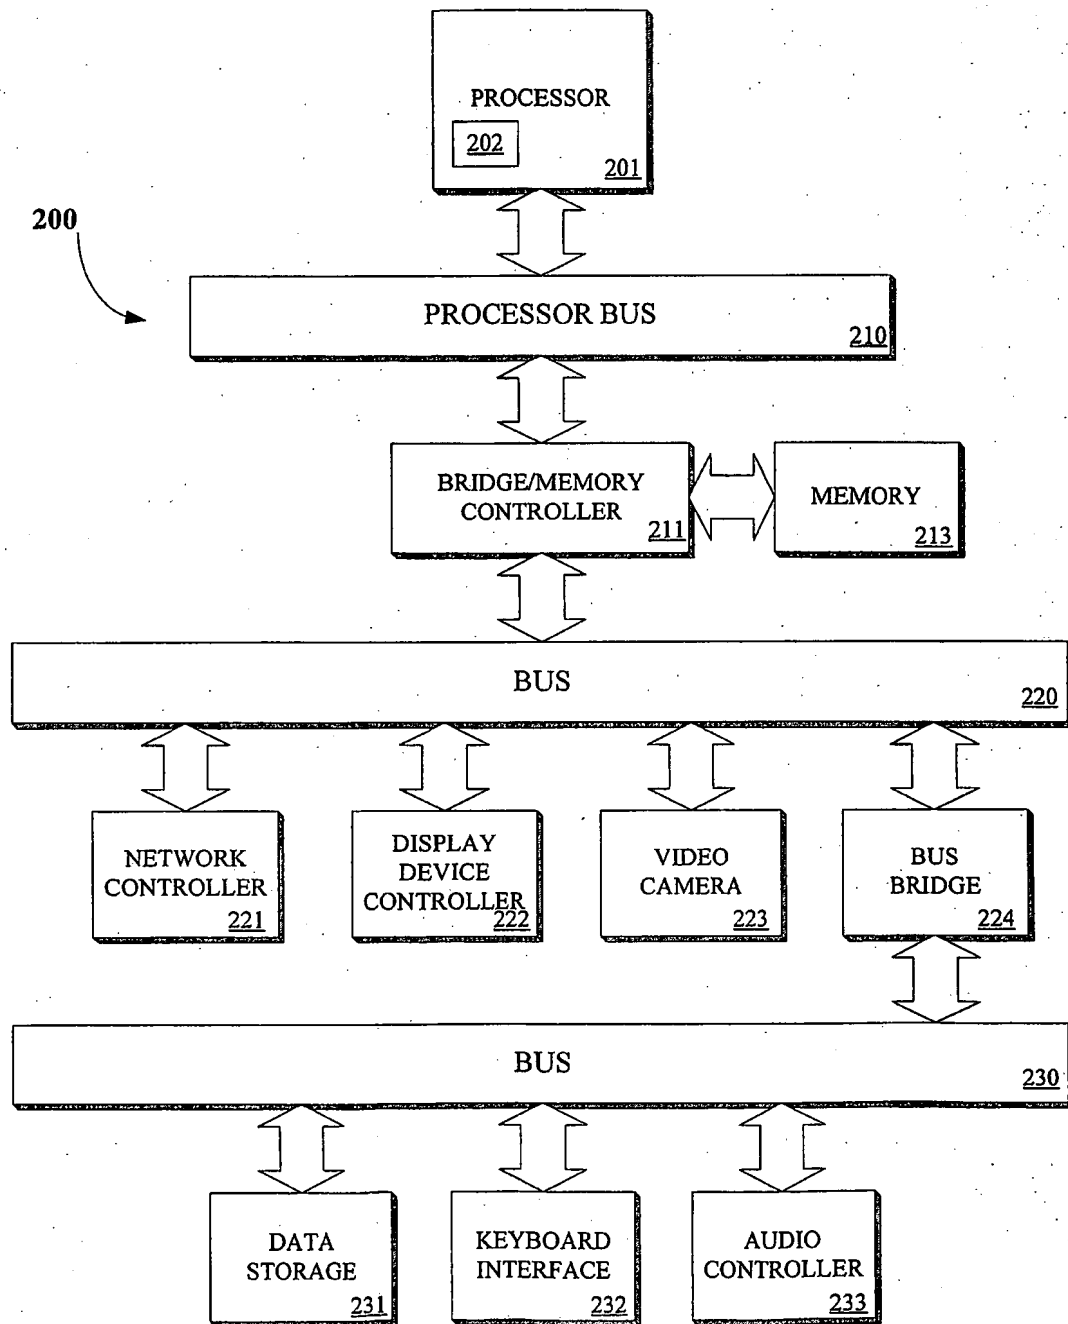 PROCESSOR
202
201
200
PROCESSOR BUS
210
BRIDGE/MEMORY
CONTROLLER
211
MEMORY
213
BUS
220
NETWORK
CONTROLLER
221
DISPLAY
DEVICE
CONTROLLER
222
VIDEO
CAMERA
223
BUS
BRIDGE
224
BUS
230
DATA
STORAGE
231
KEYBOARD
INTERFACE
232
AUDIO
CONTROLLER
233